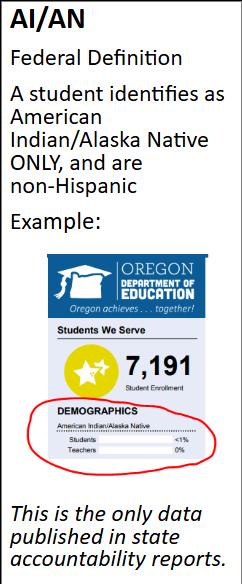 AI/AN
Federal Definition
A student identifies as
American
Indian/Alaska Native
ONLY, and are
non-Hispanic
Example:
OREGON
DEPARTMENT OF
EDUCATION
Oregon achieves . . . together!
Students We Serve
7,191
Student Enrollment
DEMOGRAPHICS
American Indian/Alaska Native
Students <1%
Teachers 0%
This is the only data
published in state
accountability reports.